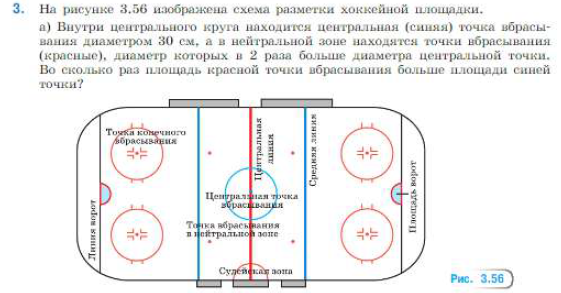 3. На рисунке 3.56 изображена схема разметки хоккейной площадки.
а) Внутри центрального круга находится центральная (синяя) точка вбрасы-
вания диаметром 30 см, а в нейтральной зоне находятся точки вбрасывания
(красные), диаметр которых в 2 раза больше диаметра центральной точки.
Во сколько раз площадь красной точки вбрасывания больше площади синей
точки?
Точка конечного
вбрасывания
Центральная
линия
Средняя линия
Центральная точка
вбрасывания
Точка вбрасывания
в нейтральной зоне
Линия ворот
Площадь ворот
Судейская зона
Рис. 3.56